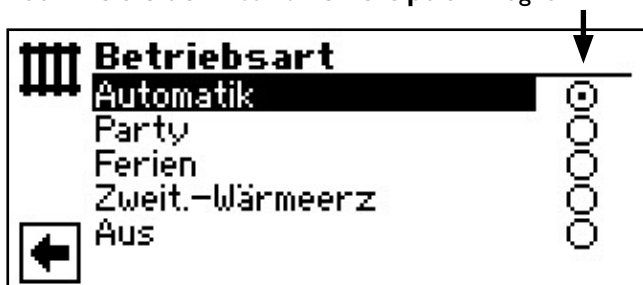 Betriebsart
Automatik
Party
Ferien
Zweit.-Wärmeerz
Aus